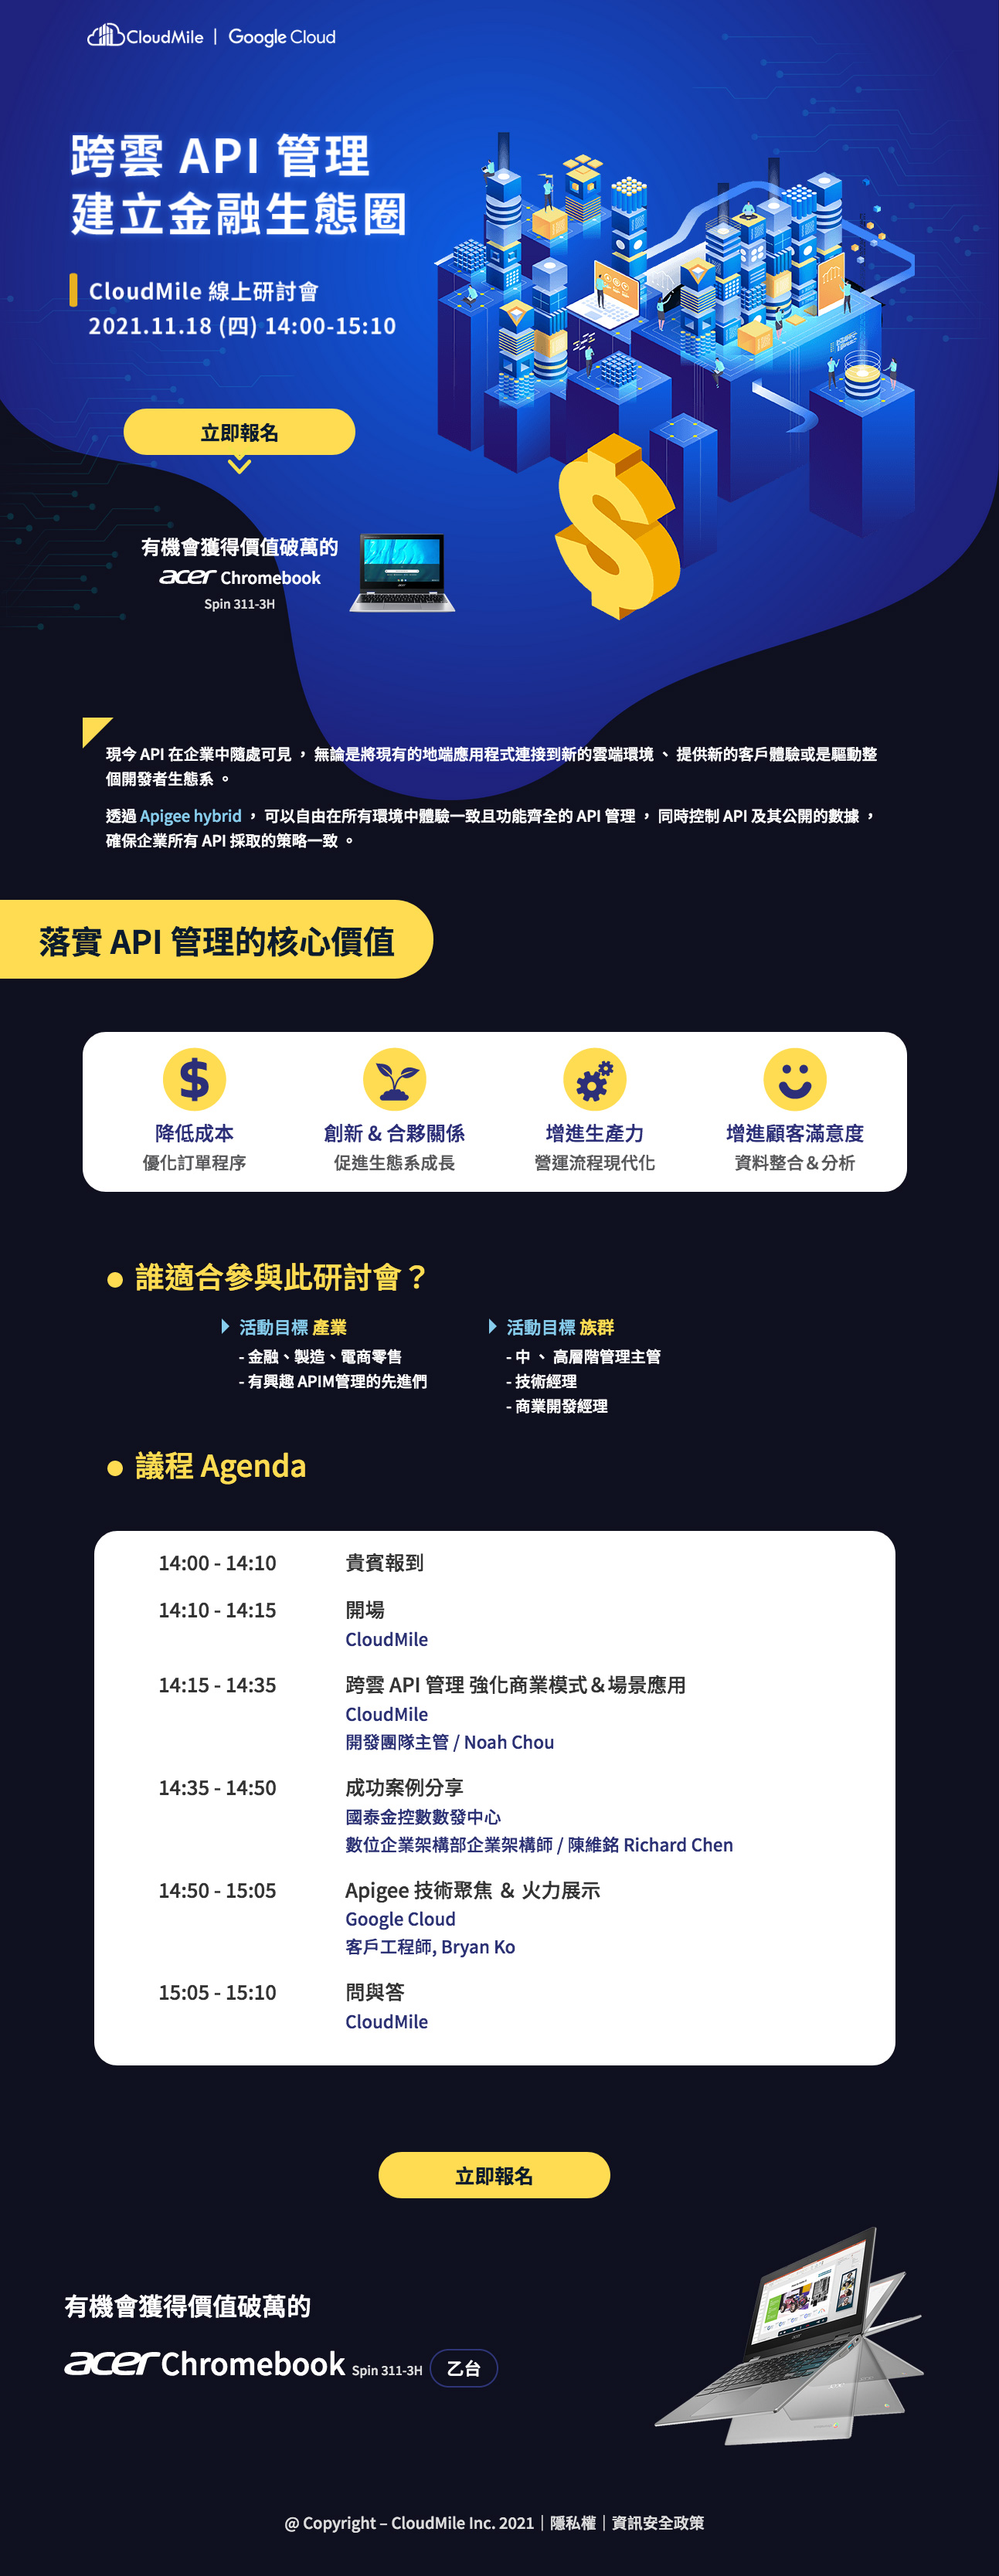 CloudMile | Google Cloud
跨雲 API 管理
建立金融生態圈
CloudMile 線上研討會
2021.11.18 (四) 14:00-15:10
立即報名
有機會獲得價值破萬的
acer Chromebook
Spin 311-3H
現今 API 在企業中隨處可見 ， 無論是將現有的地端應用程式連接到新的雲端環境 、 提供新的客戶體驗或是驅動整
個開發者生態系 。
透過 Apigee hybrid ， 可以自由在所有環境中體驗一致且功能齊全的 API 管理 ， 同時控制 API 及其公開的數據 ，
確保企業所有 API 採取的策略一致 。
落實 API 管理的核心價值
降低成本
優化訂單程序
創新 & 合夥關係
促進生態系成長
增進生產力
營運流程現代化
增進顧客滿意度
資料整合＆分析
誰適合參與此研討會？
活動目標 產業
- 金融、製造、電商零售
- 有興趣 APIM管理的先進們
活動目標 族群
- 中 、 高層階管理主管
- 技術經理
- 商業開發經理
議程 Agenda
14:00 - 14:10 貴賓報到
14:10 - 14:15 開場
CloudMile
14:15 - 14:35 跨雲 API 管理 強化商業模式＆場景應用
CloudMile
開發團隊主管 / Noah Chou
14:35 - 14:50 成功案例分享
國泰金控數數發中心
數位企業架構部企業架構師 / 陳維銘 Richard Chen
14:50 - 15:05 Apigee 技術聚焦 ＆ 火力展示
Google Cloud
客戶工程師, Bryan Ko
15:05 - 15:10 問與答
CloudMile
立即報名
有機會獲得價值破萬的
acer Chromebook Spin 311-3H 乙台
@ Copyright – CloudMile Inc. 2021｜隱私權｜資訊安全政策